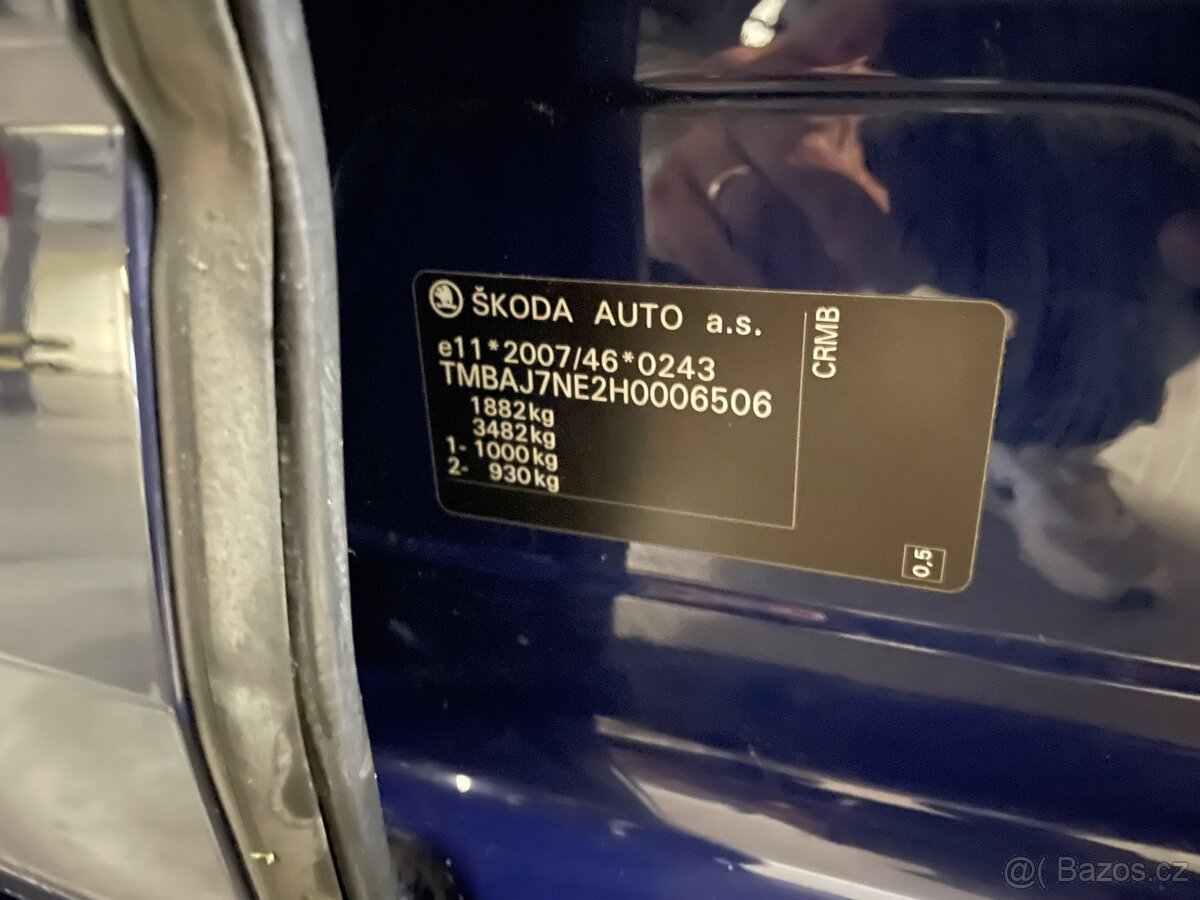 ŠKODA AUTO a.s.
e11*2007/46*0243
TMBAJ7NE2H0006506
1882kg
3482kg
1- 1000kg
2- 930kg
CRMB
0,5
@( Bazos.cz